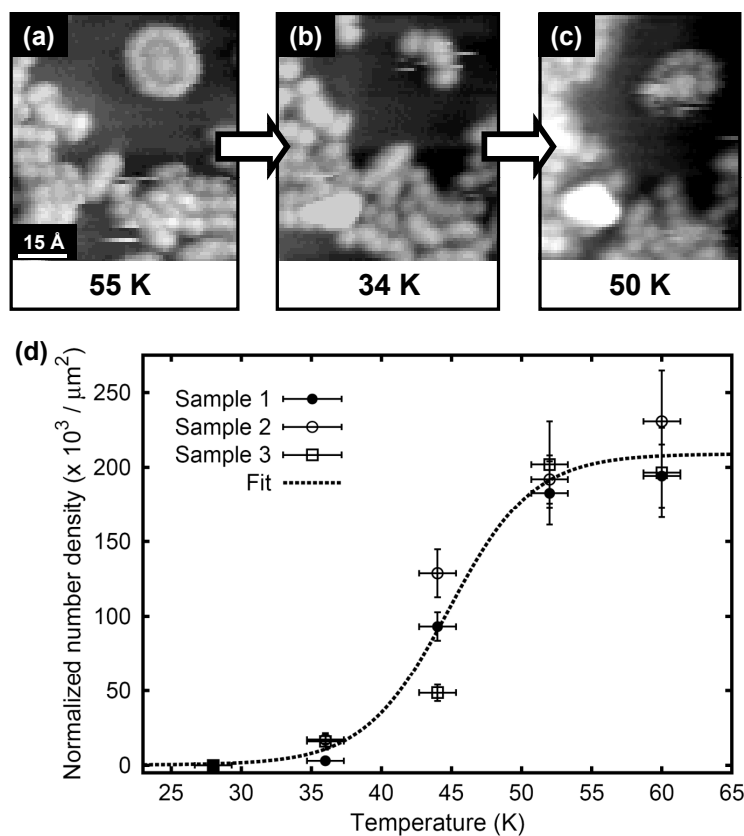 (a)
(b)
(c)
15 Å
55 K
34 K
50 K
(d)
Normalized number density (x 10³ / μm²)
250
200
150
100
50
0
Sample 1
Sample 2
Sample 3
Fit
25 30 35 40 45 50 55 60 65
Temperature (K)